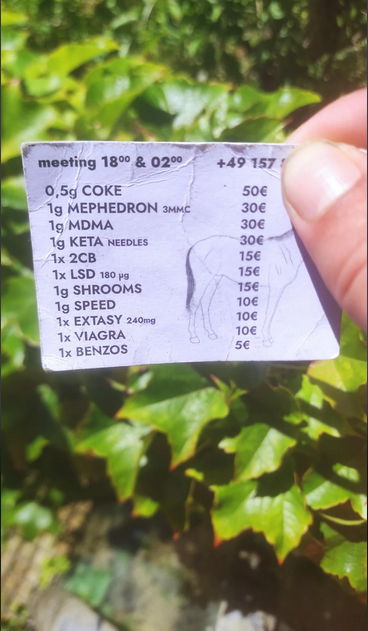 meeting 18⁰⁰ & 02⁰⁰ +49 157
0,5g COKE 50€
1g MEPHEDRON 3MMC 30€
1g MDMA 30€
1g KETA NEEDLES 30€
1x 2CB 15€
1x LSD 180 µg 15€
1g SHROOMS 15€
1g SPEED 10€
1x EXTASY 240mg 10€
1x VIAGRA 10€
1x BENZOS 5€